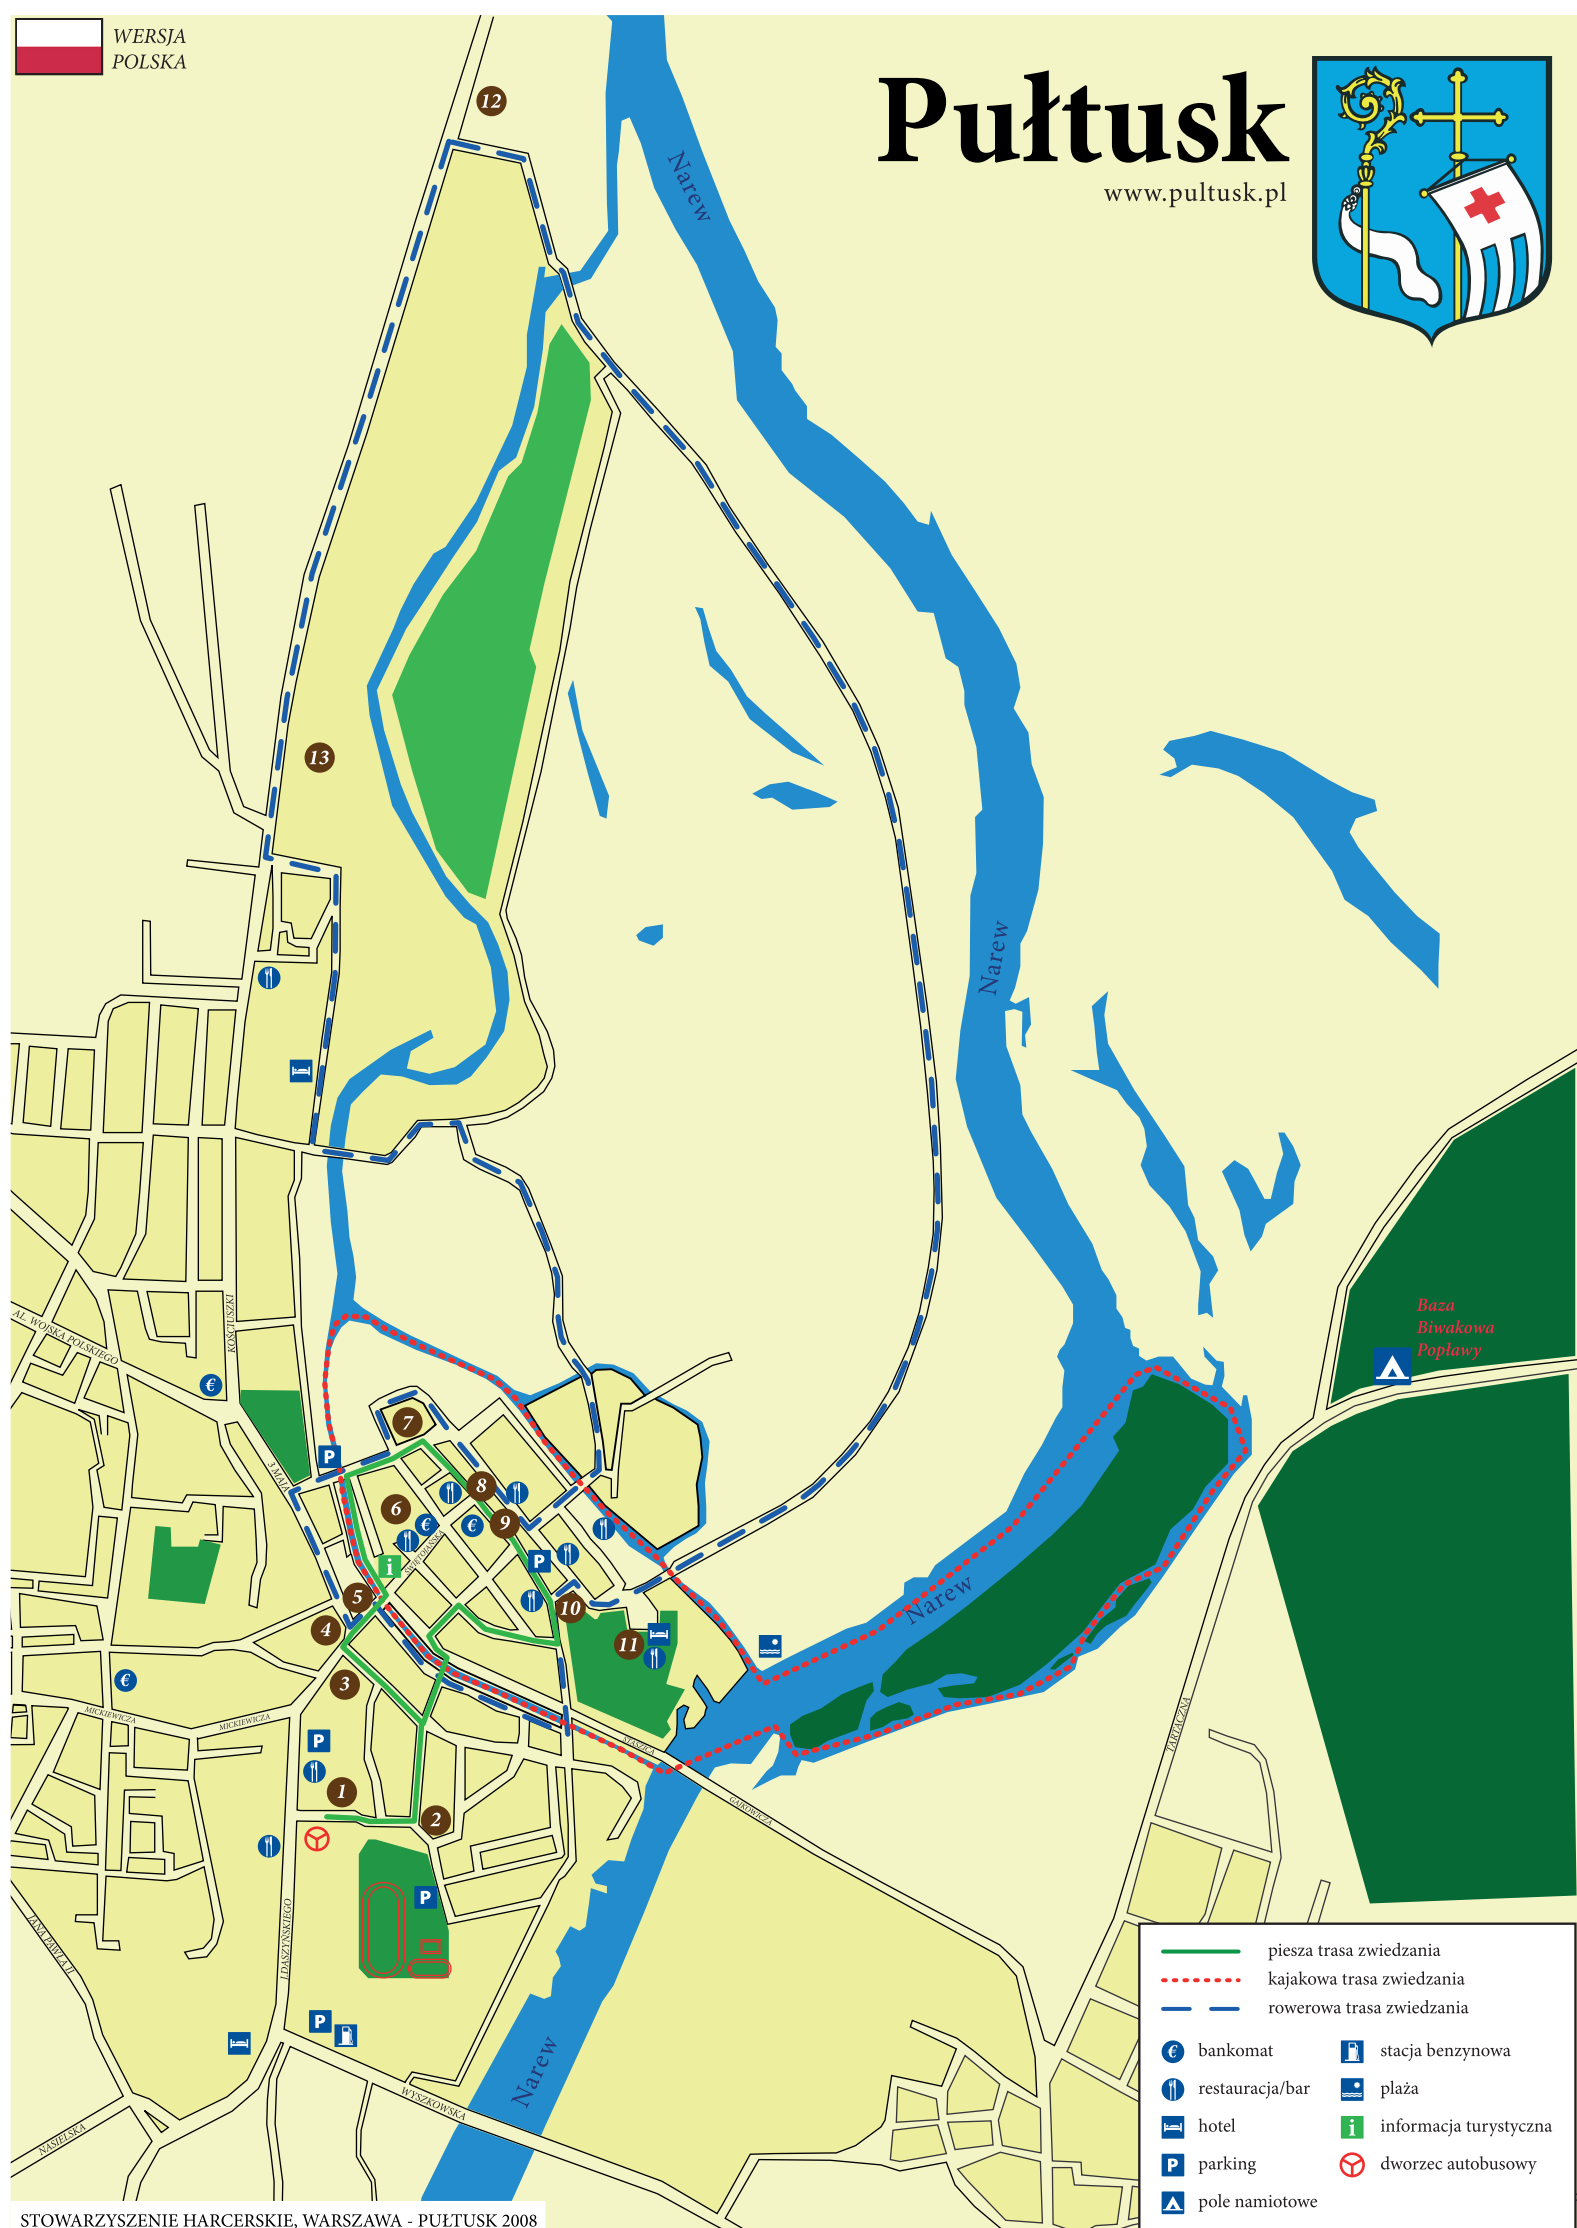 WERSJA
POLSKA
Pułtusk
www.pultusk.pl
12
Narew
13
Narew
Baza
Biwakowa
Popławy
AL. WOJSKA POLSKIEGO
KOŚCIUSZKI
3 MAJA
7
P
8
6
€
€
9
€
ŚWIĘTOJAŃSKA
i
P
5
10
4
11
Narew
3
€
MICKIEWICZA
MICKIEWICZA
P
STASZICA
TARTACZNA
1
2
GAJKOWICZA
P
JANA PAWŁA II
J.DASZYŃSKIEGO
P
Narew
WYSZKOWSKA
NASIELSKA
piesza trasa zwiedzania
kajakowa trasa zwiedzania
rowerowa trasa zwiedzania
€ bankomat
stacja benzynowa
restauracja/bar
plaża
hotel
i informacja turystyczna
P parking
dworzec autobusowy
pole namiotowe
STOWARZYSZENIE HARCERSKIE, WARSZAWA - PUŁTUSK 2008